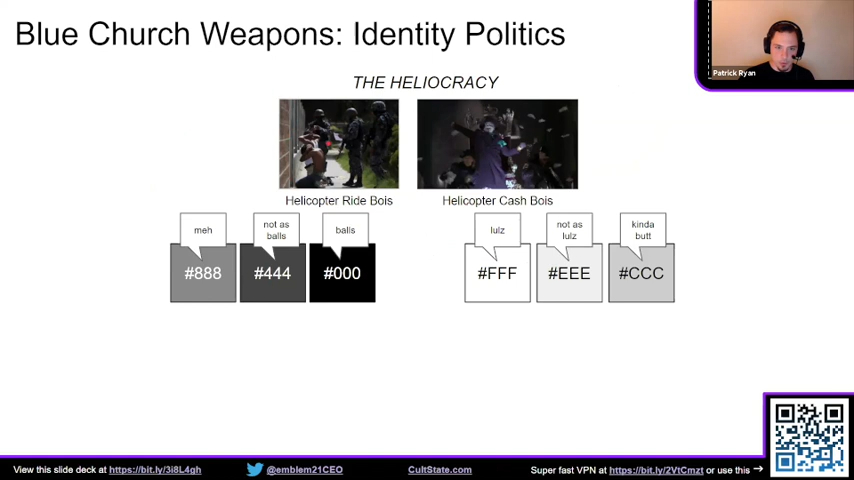 Blue Church Weapons: Identity Politics
Patrick Ryan
THE HELIOCRACY
Helicopter Ride Bois
Helicopter Cash Bois
meh
not as
balls
balls
lulz
not as
lulz
kinda
butt
#888
#444
#000
#FFF
#EEE
#CCC
View this slide deck at https://bit.ly/3i8L4gh
@emblem21CEO
CultState.com
Super fast VPN at https://bit.ly/2VtCmzt or use this →